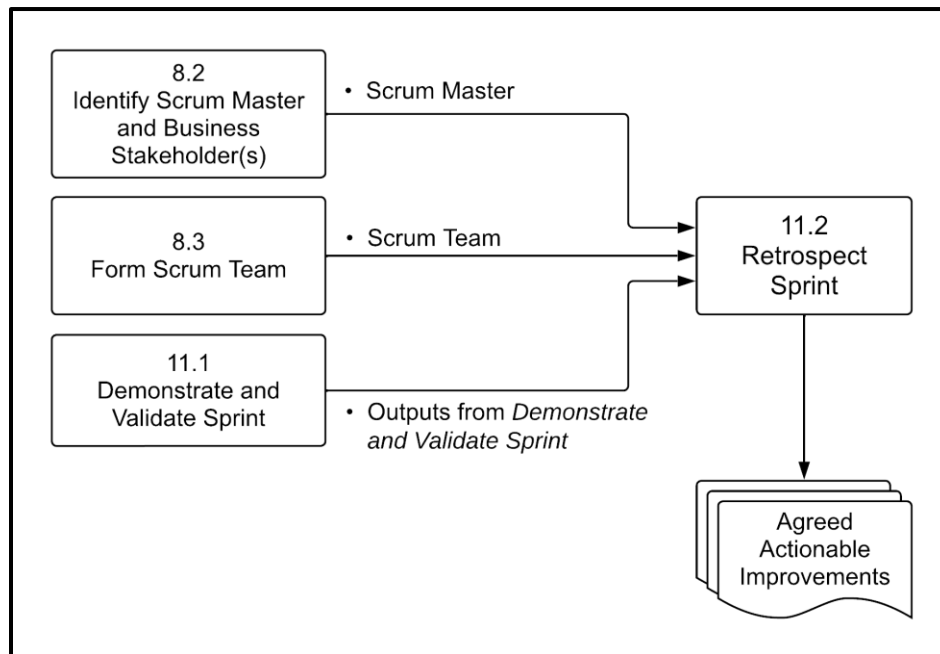 8.2
Identify Scrum Master
and Business
Stakeholder(s)
• Scrum Master
8.3
Form Scrum Team
• Scrum Team
11.1
Demonstrate and
Validate Sprint
• Outputs from Demonstrate
and Validate Sprint
11.2
Retrospect
Sprint
Agreed
Actionable
Improvements